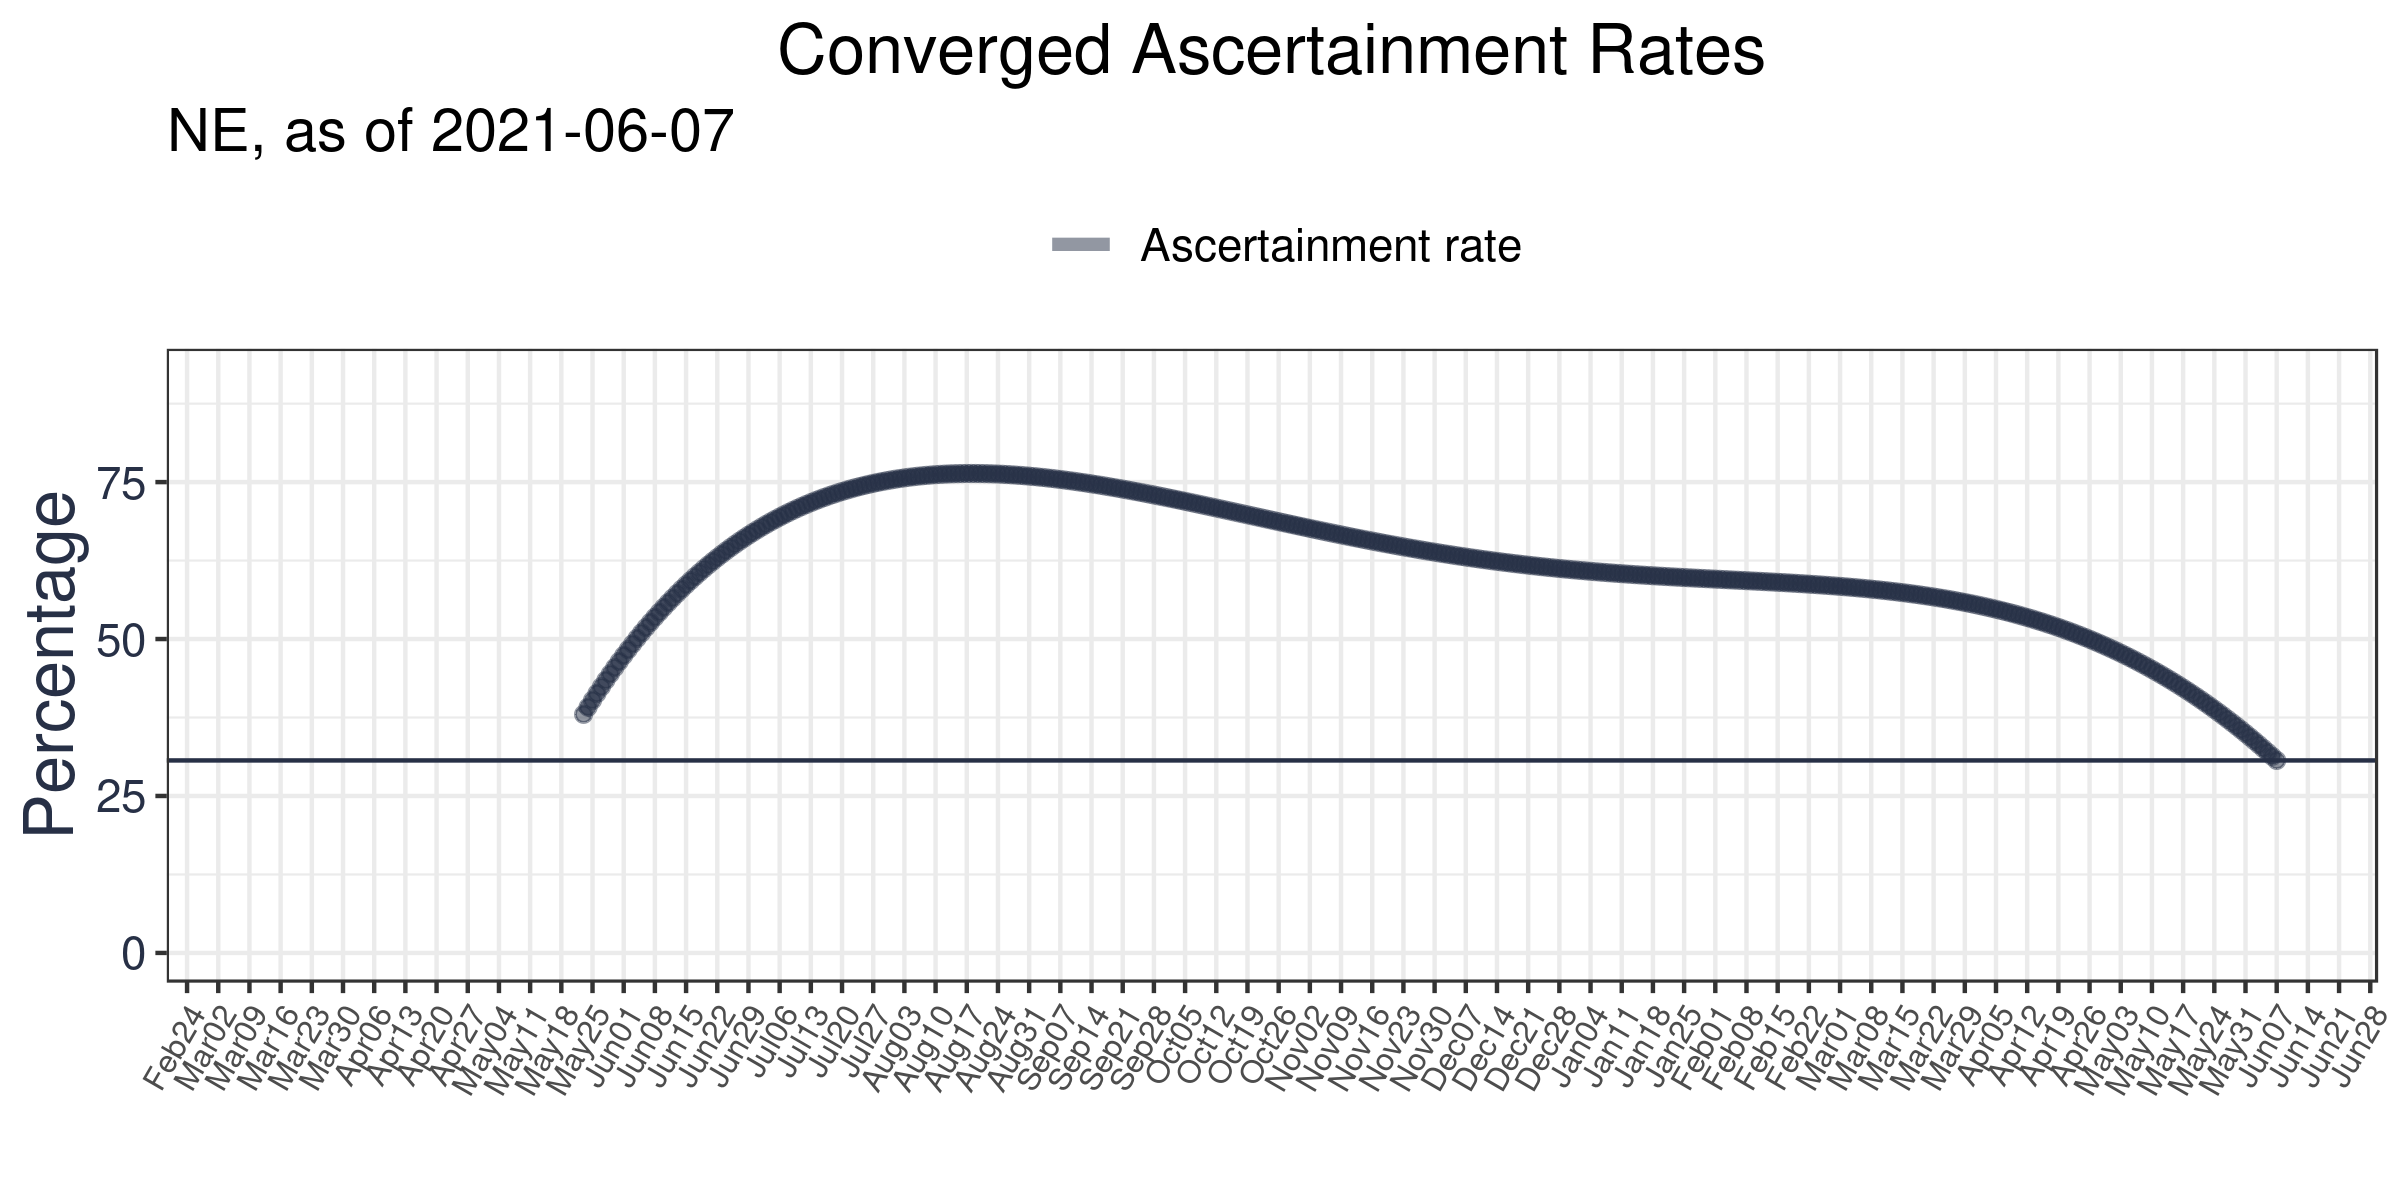 Converged Ascertainment Rates
NE, as of 2021-06-07
Ascertainment rate
Percentage
75
50
25
0
Feb24 Mar02 Mar09 Mar16 Mar23 Mar30 Apr06 Apr13 Apr20 Apr27 May04 May11 May18 May25 Jun01 Jun08 Jun15 Jun22 Jun29 Jul06 Jul13 Jul20 Jul27 Aug03 Aug10 Aug17 Aug24 Aug31 Sep07 Sep14 Sep21 Sep28 Oct05 Oct12 Oct19 Oct26 Nov02 Nov09 Nov16 Nov23 Nov30 Dec07 Dec14 Dec21 Dec28 Jan04 Jan11 Jan18 Jan25 Feb01 Feb08 Feb15 Feb22 Mar01 Mar08 Mar15 Mar22 Mar29 Apr05 Apr12 Apr19 Apr26 May03 May10 May17 May24 May31 Jun07 Jun14 Jun21 Jun28